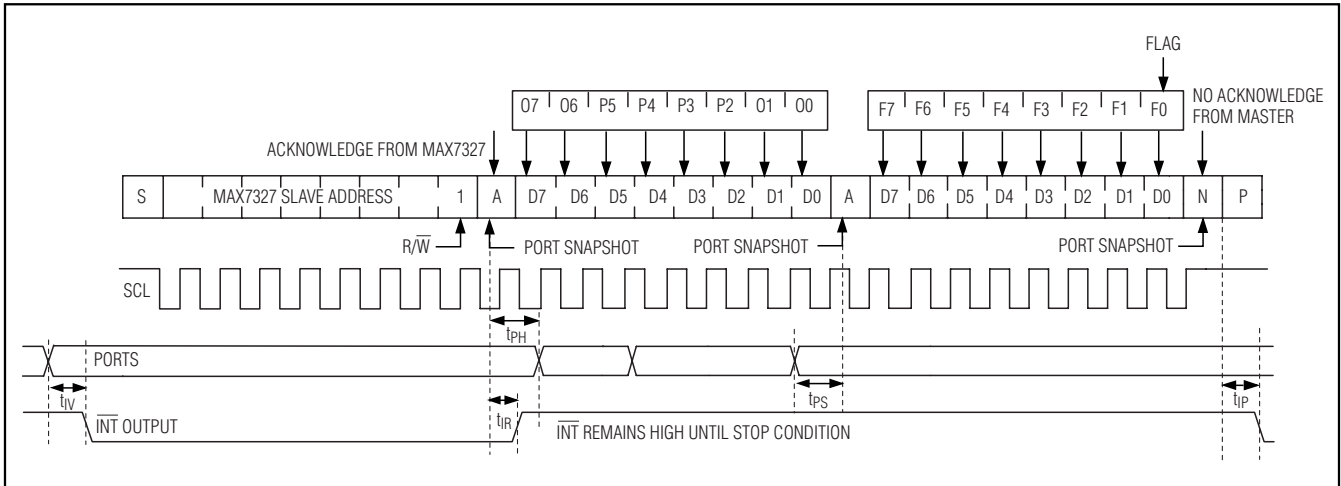 FLAG
O7 O6 P5 P4 P3 P2 O1 O0
F7 F6 F5 F4 F3 F2 F1 F0
NO ACKNOWLEDGE
FROM MASTER
ACKNOWLEDGE FROM MAX7327
S MAX7327 SLAVE ADDRESS 1 A D7 D6 D5 D4 D3 D2 D1 D0 A D7 D6 D5 D4 D3 D2 D1 D0 N P
R/W̅ PORT SNAPSHOT PORT SNAPSHOT PORT SNAPSHOT
SCL
tPH
PORTS
tIV tIR tPS tIP
I̅N̅T̅ OUTPUT I̅N̅T̅ REMAINS HIGH UNTIL STOP CONDITION